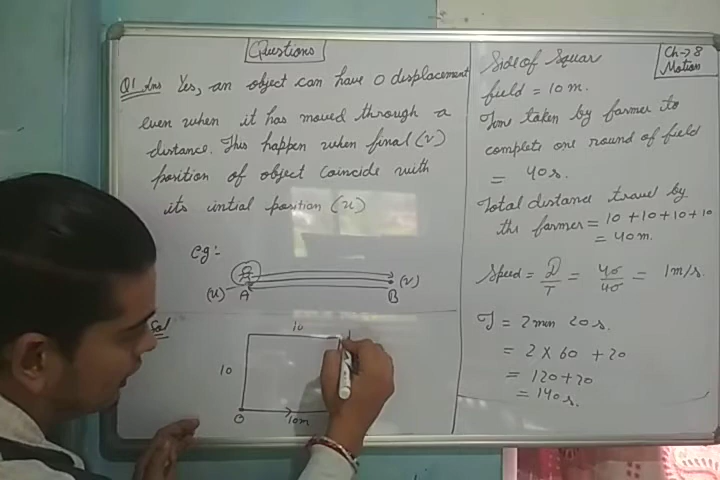 Questions
Q1 Ans Yes, an object can have 0 displacement
even when it has moved through a
distance. This happen when final (v)
position of object coincide with
its intial position (u)
eg:-
(u) A B (v)
Sol
10
10
O 10m
Ch→8
Motion
Side of Square
field = 10 m.
Time taken by farmer to
complete one round of field
= 40 s.
Total distance travel by
the farmer = 10 + 10 + 10 + 10
= 40m.
Speed = D/T = 40/40 = 1 m/s.
T = 2 min 20 s.
= 2 × 60 + 20
= 120 + 20
= 140 s.